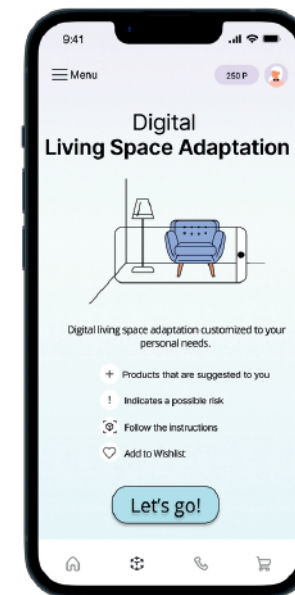 9:41
Menu
250 P
Digital
Living Space Adaptation
Digital living space adaptation customized to your
personal needs.
+ Products that are suggested to you
! Indicates a possible risk
Follow the instructions
Add to Wishlist
Let's go!